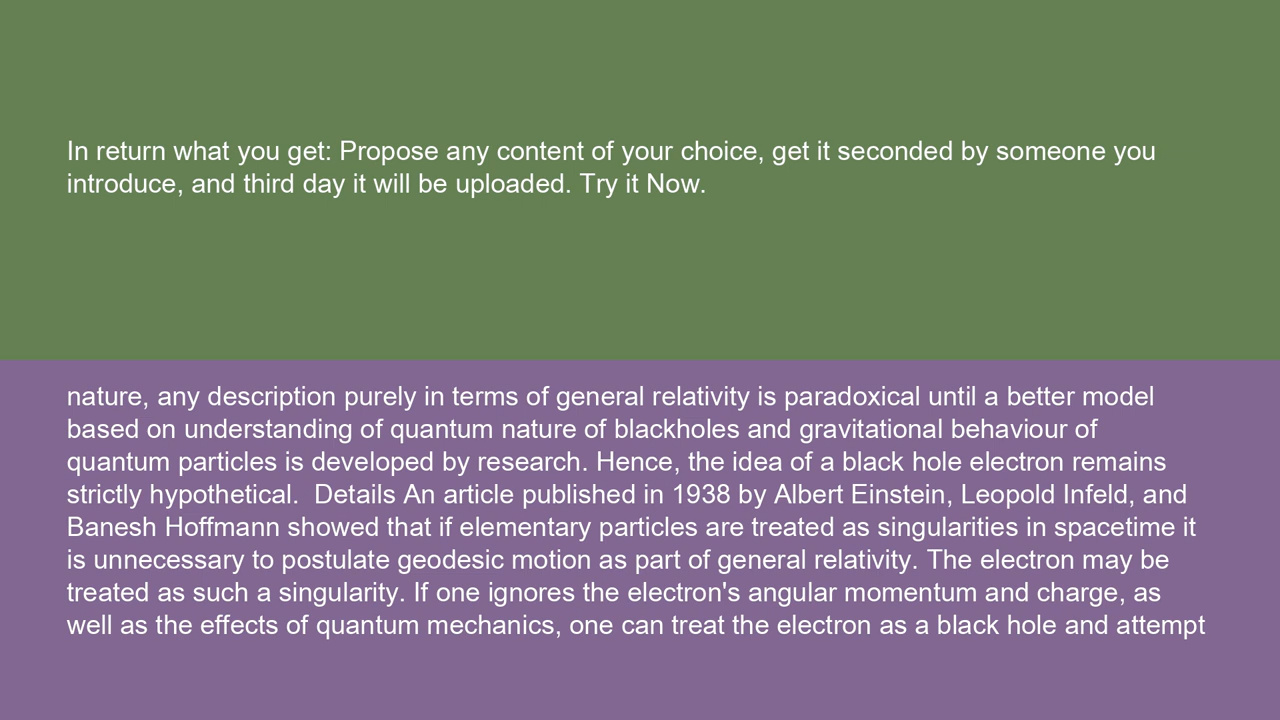 In return what you get: Propose any content of your choice, get it seconded by someone you
introduce, and third day it will be uploaded. Try it Now.
nature, any description purely in terms of general relativity is paradoxical until a better model
based on understanding of quantum nature of blackholes and gravitational behaviour of
quantum particles is developed by research. Hence, the idea of a black hole electron remains
strictly hypothetical.  Details An article published in 1938 by Albert Einstein, Leopold Infeld, and
Banesh Hoffmann showed that if elementary particles are treated as singularities in spacetime it
is unnecessary to postulate geodesic motion as part of general relativity. The electron may be
treated as such a singularity. If one ignores the electron's angular momentum and charge, as
well as the effects of quantum mechanics, one can treat the electron as a black hole and attempt